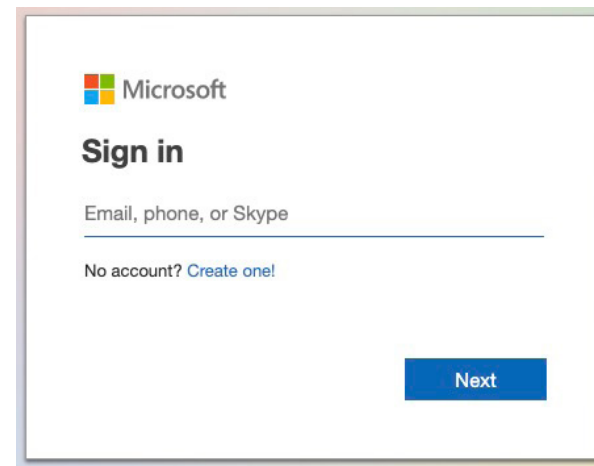 Microsoft
Sign in
Email, phone, or Skype
No account? Create one!
Next